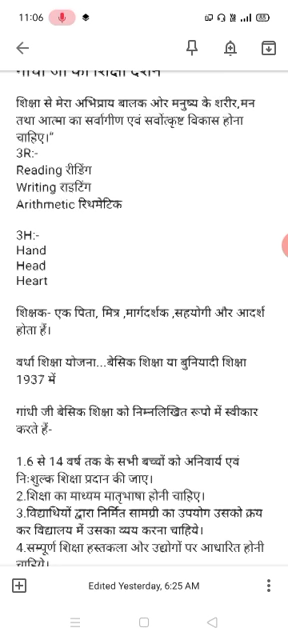 11:06
गांधी जी का शिक्षा दर्शन
शिक्षा से मेरा अभिप्राय बालक ओर मनुष्य के शरीर,मन
तथा आत्मा का सर्वागीण एवं सर्वोत्कृष्ट विकास होना
चाहिए।"
3R:-
Reading रीडिंग
Writing राइटिंग
Arithmetic रिथमेटिक
3H:-
Hand
Head
Heart
शिक्षक- एक पिता, मित्र ,मार्गदर्शक ,सहयोगी और आदर्श
होता हैं।
वर्धा शिक्षा योजना...बेसिक शिक्षा या बुनियादी शिक्षा
1937 में
गांधी जी बेसिक शिक्षा को निम्नलिखित रूपो में स्वीकार
करते हैं-
1.6 से 14 वर्ष तक के सभी बच्चों को अनिवार्य एवं
निःशुल्क शिक्षा प्रदान की जाए।
2.शिक्षा का माध्यम मातृभाषा होनी चाहिए।
3.विद्याथियों द्वारा निर्मित सामग्री का उपयोग उसको क्रय
कर विद्यालय में उसका व्यय करना चाहिये।
4.सम्पूर्ण शिक्षा हस्तकला ओर उद्योगों पर आधारित होनी
चाहिये।
Edited Yesterday, 6:25 AM